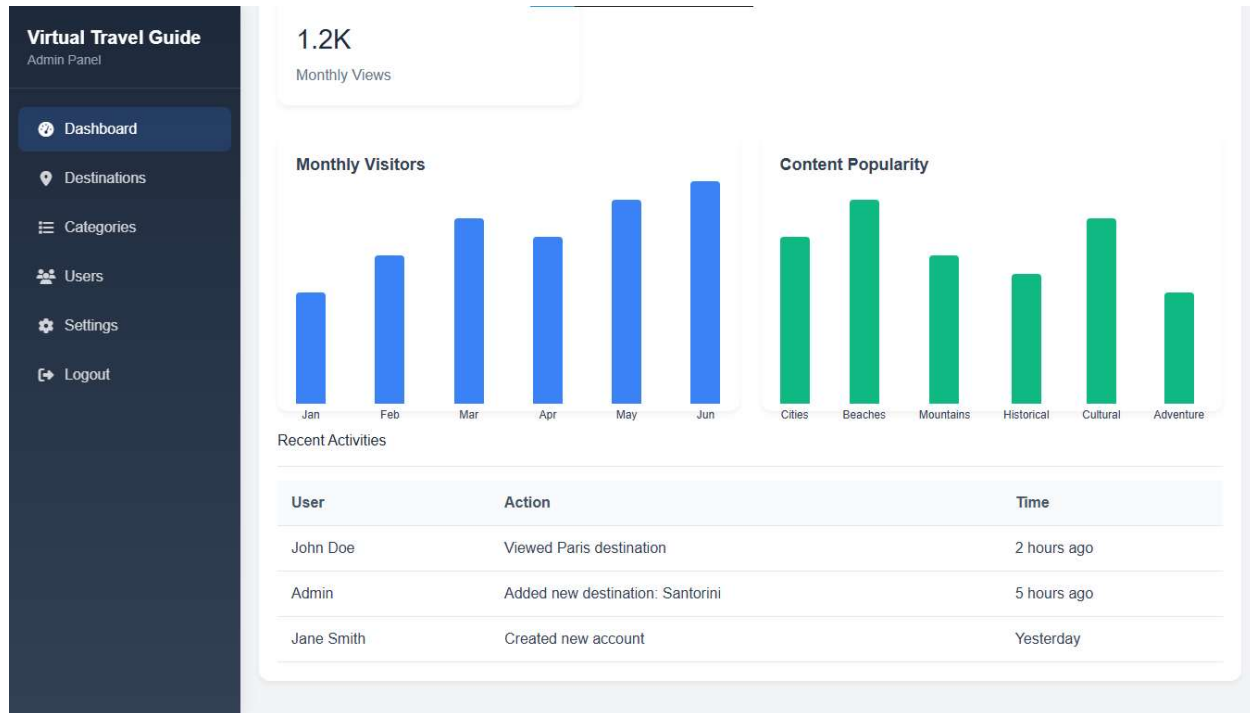 Virtual Travel Guide
Admin Panel
Dashboard
Destinations
Categories
Users
Settings
Logout
1.2K
Monthly Views
Monthly Visitors
Jan Feb Mar Apr May Jun
Content Popularity
Cities Beaches Mountains Historical Cultural Adventure
Recent Activities
User Action Time
John Doe Viewed Paris destination 2 hours ago
Admin Added new destination: Santorini 5 hours ago
Jane Smith Created new account Yesterday